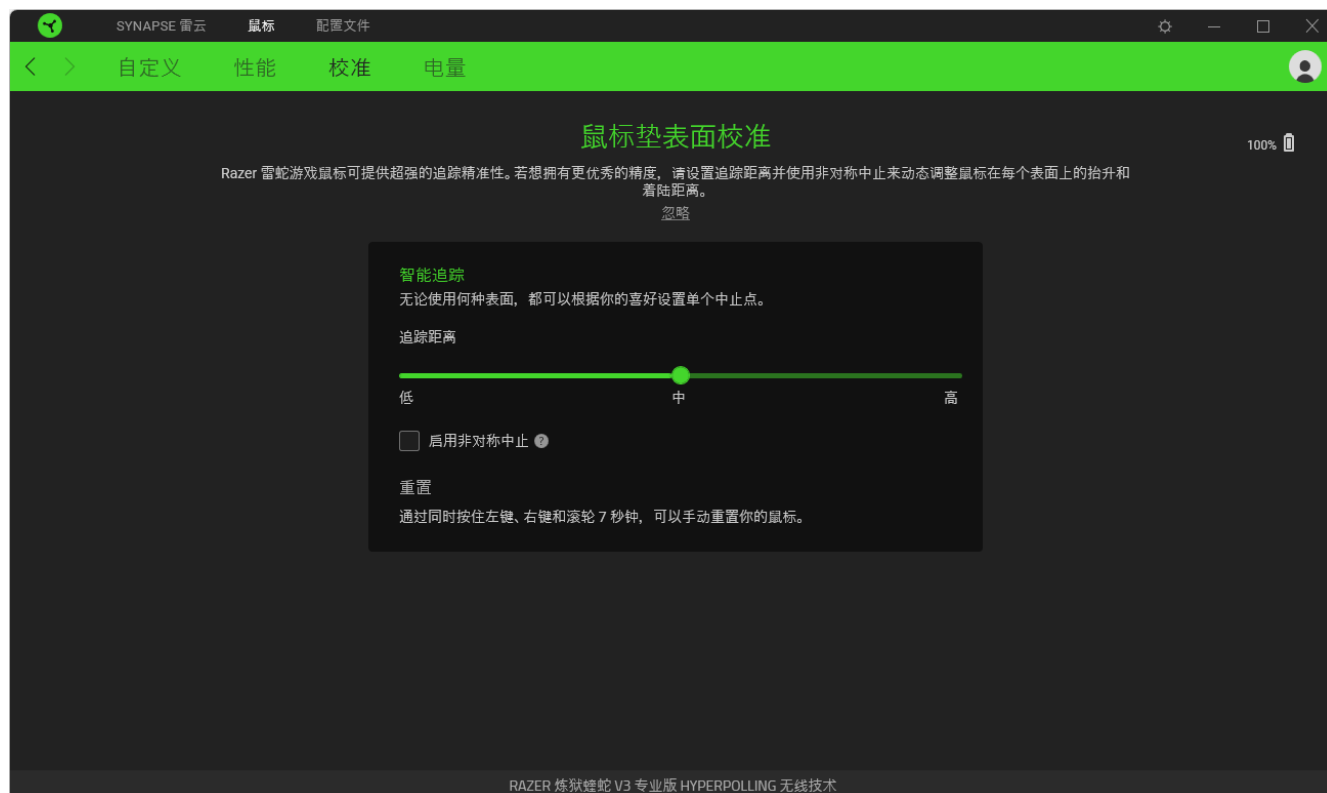 SYNAPSE 雷云 鼠标 配置文件
自定义 性能 校准 电量
鼠标垫表面校准
100%
Razer 雷蛇游戏鼠标可提供超强的追踪精准性。若想拥有更优秀的精度，请设置追踪距离并使用非对称中止来动态调整鼠标在每个表面上的抬升和
着陆距离。
忽略
智能追踪
无论使用何种表面，都可以根据你的喜好设置单个中止点。
追踪距离
低 中 高
启用非对称中止 ?
重置
通过同时按住左键、右键和滚轮 7 秒钟，可以手动重置你的鼠标。
RAZER 炼狱蝰蛇 V3 专业版 HYPERPOLLING 无线技术